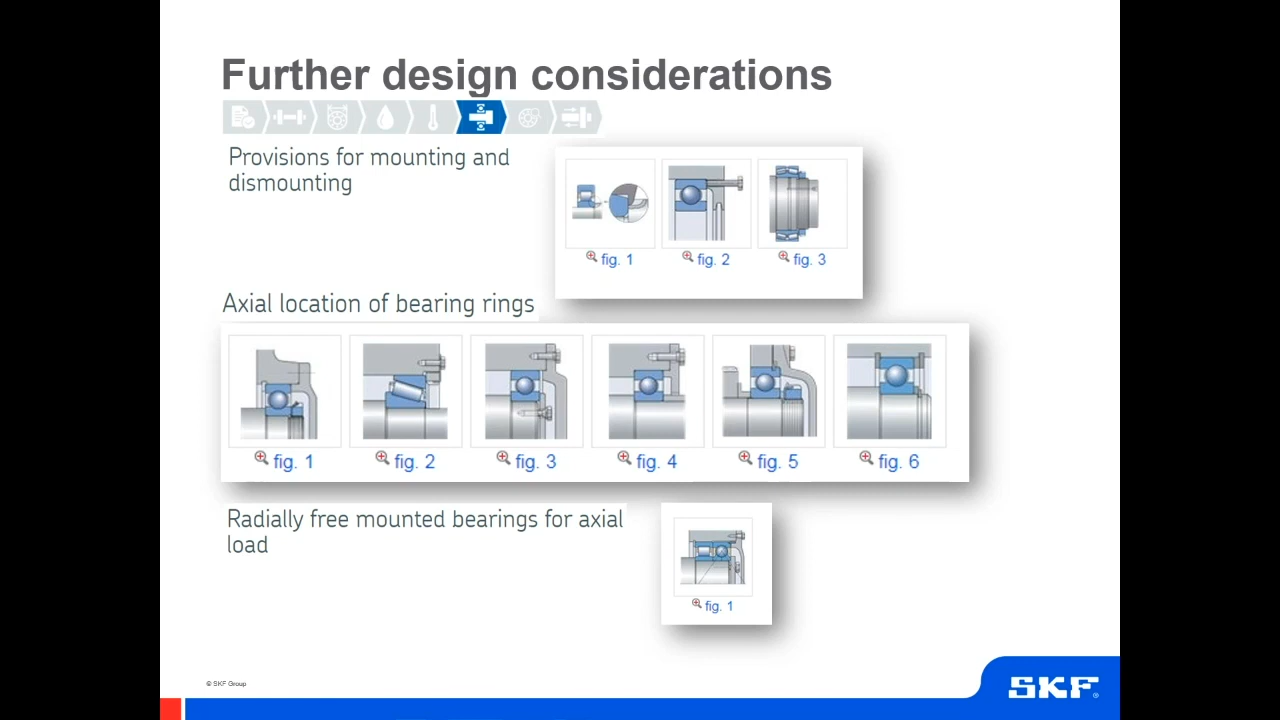 Further design considerations
Provisions for mounting and
dismounting
fig. 1
fig. 2
fig. 3
Axial location of bearing rings
fig. 1
fig. 2
fig. 3
fig. 4
fig. 5
fig. 6
Radially free mounted bearings for axial
load
fig. 1
© SKF Group
SKF®